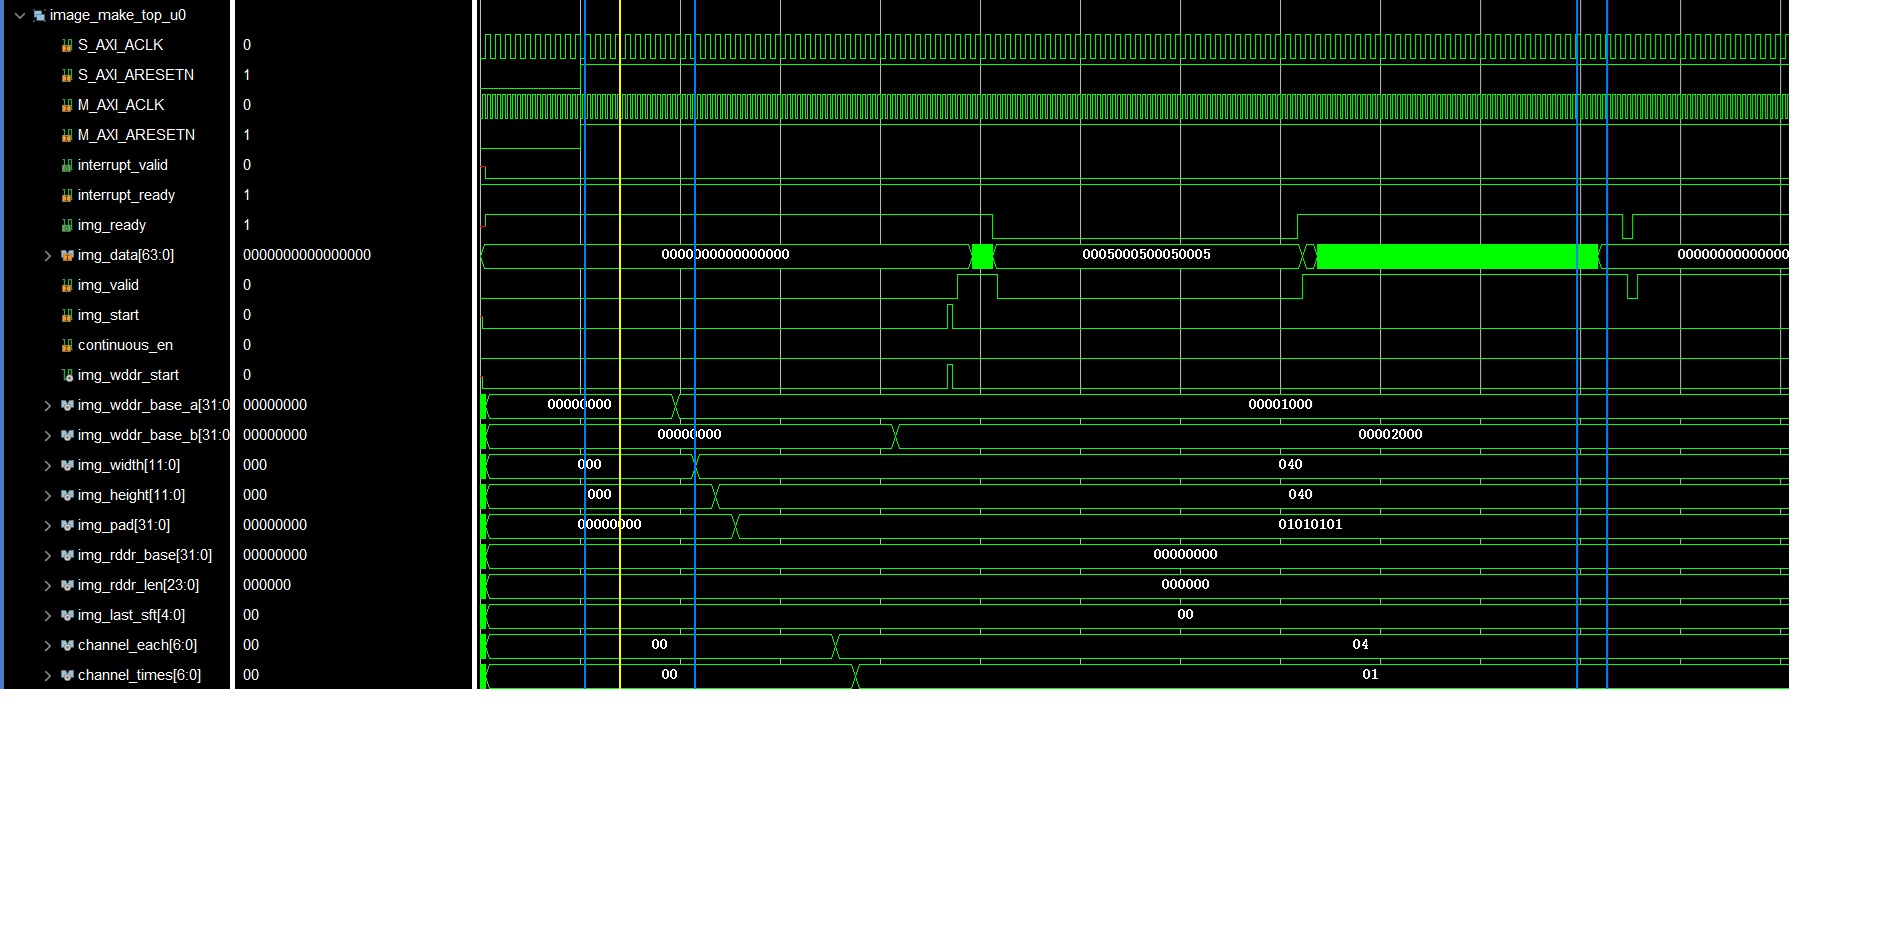 image_make_top_u0
S_AXI_ACLK 0
S_AXI_ARESETN 1
M_AXI_ACLK 0
M_AXI_ARESETN 1
interrupt_valid 0
interrupt_ready 1
img_ready 1
img_data[63:0] 0000000000000000 0000000000000000 0005000500050005 00000000000000
img_valid 0
img_start 0
continuous_en 0
img_wddr_start 0
img_wddr_base_a[31:0 00000000 00000000 00001000
img_wddr_base_b[31:0 00000000 00000000 00002000
img_width[11:0] 000 000 040
img_height[11:0] 000 000 040
img_pad[31:0] 00000000 00000000 01010101
img_rddr_base[31:0] 00000000 00000000
img_rddr_len[23:0] 000000 000000
img_last_sft[4:0] 00 00
channel_each[6:0] 00 00 04
channel_times[6:0] 00 00 01